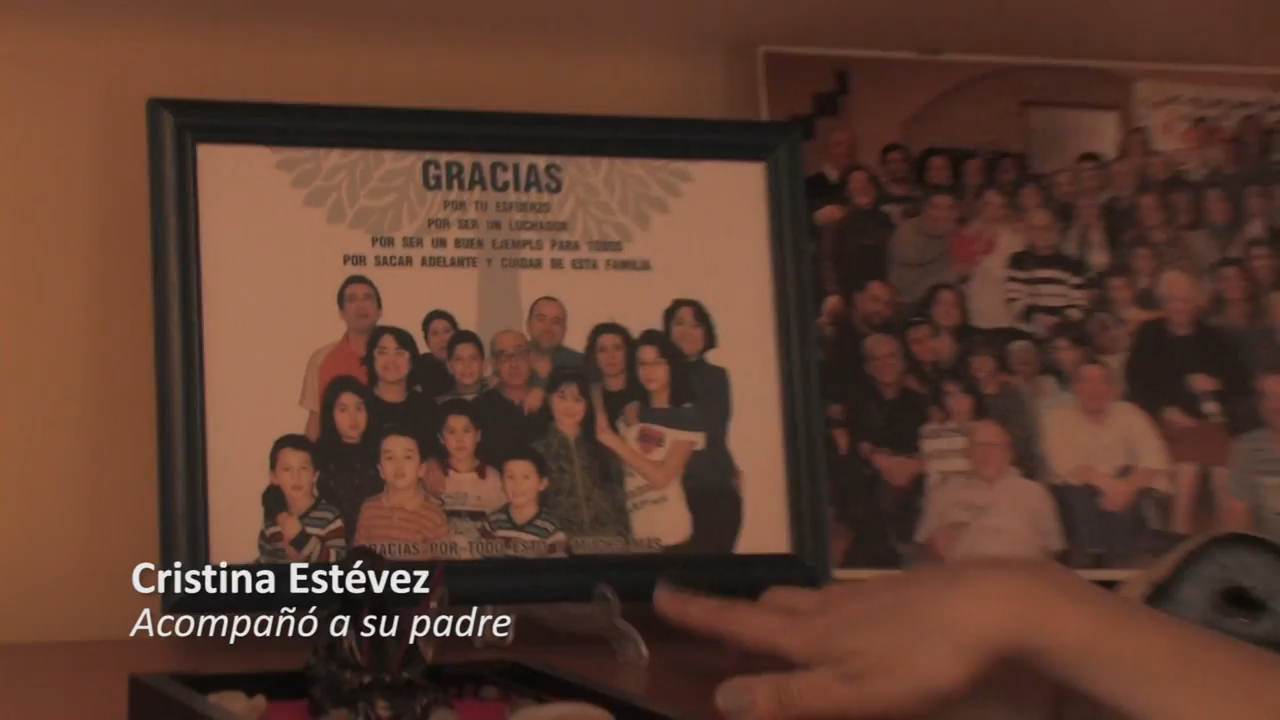 GRACIAS
POR TU ESFUERZO
POR SER UN LUCHADOR
POR SER UN BUEN EJEMPLO PARA TODOS
POR SACAR ADELANTE Y CUIDAR DE ESTA FAMILIA
GRACIAS POR TODO ESTO
Cristina Estévez
Acompañó a su padre